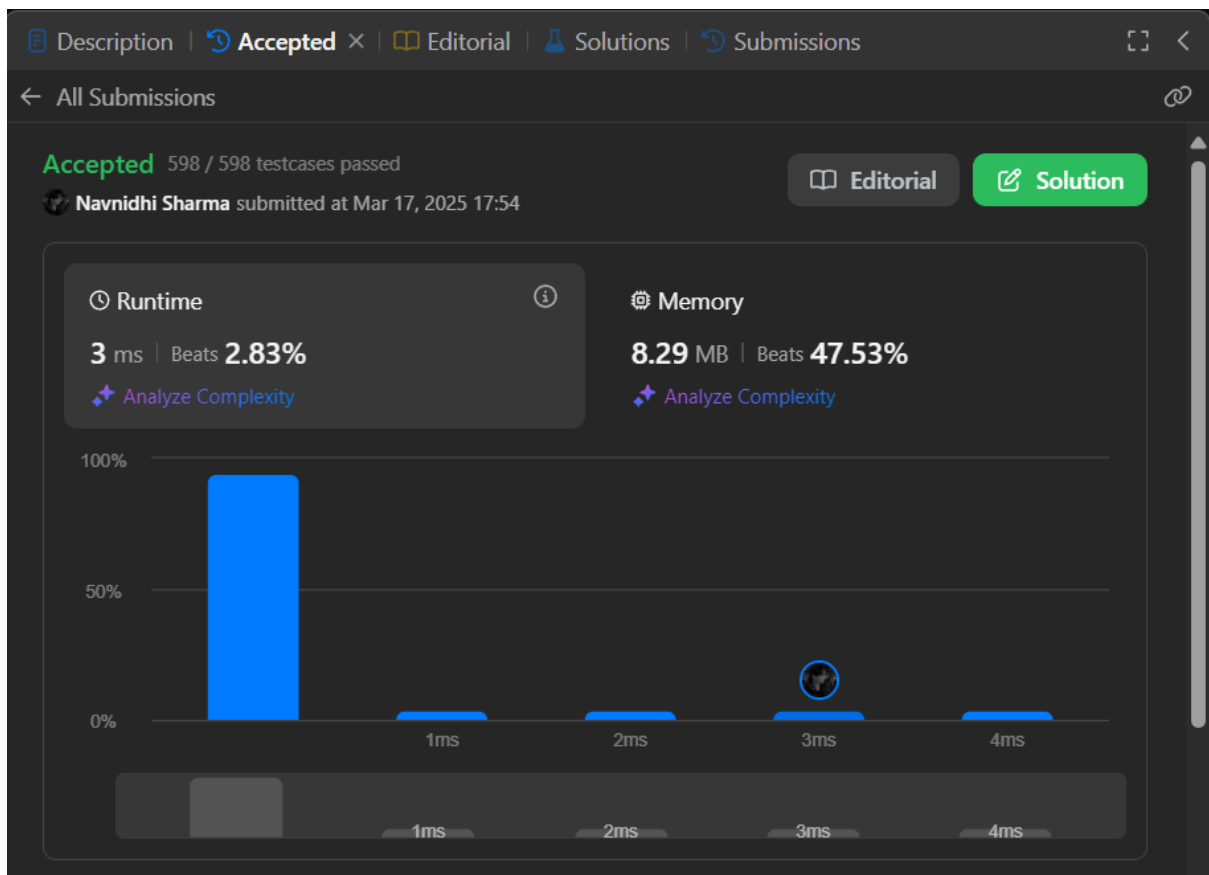 Description Accepted Editorial Solutions Submissions
All Submissions
Accepted 598 / 598 testcases passed
Navnidhi Sharma submitted at Mar 17, 2025 17:54
Editorial
Solution
Runtime
3 ms Beats 2.83%
Analyze Complexity
Memory
8.29 MB Beats 47.53%
Analyze Complexity
100%
50%
0%
1ms 2ms 3ms 4ms
1ms 2ms 3ms 4ms